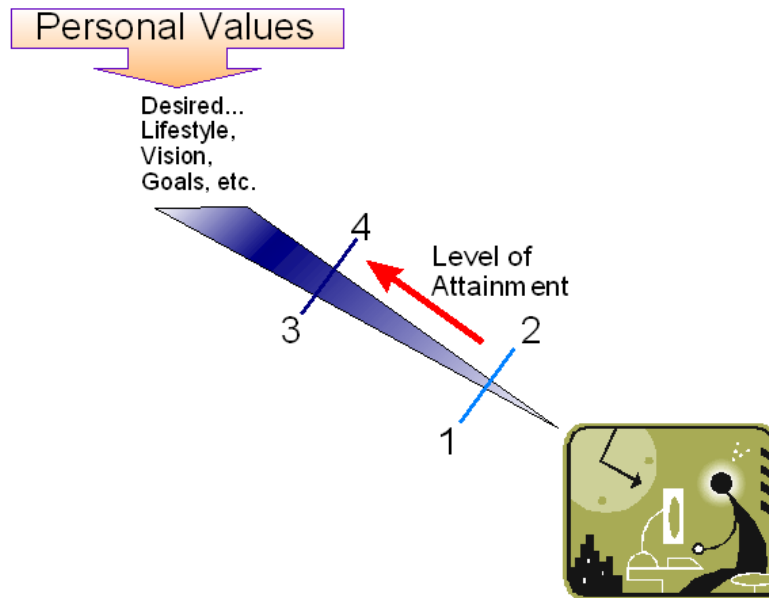 Personal Values
Desired...
Lifestyle,
Vision,
Goals, etc.
4
Level of
Attainment
3
2
1